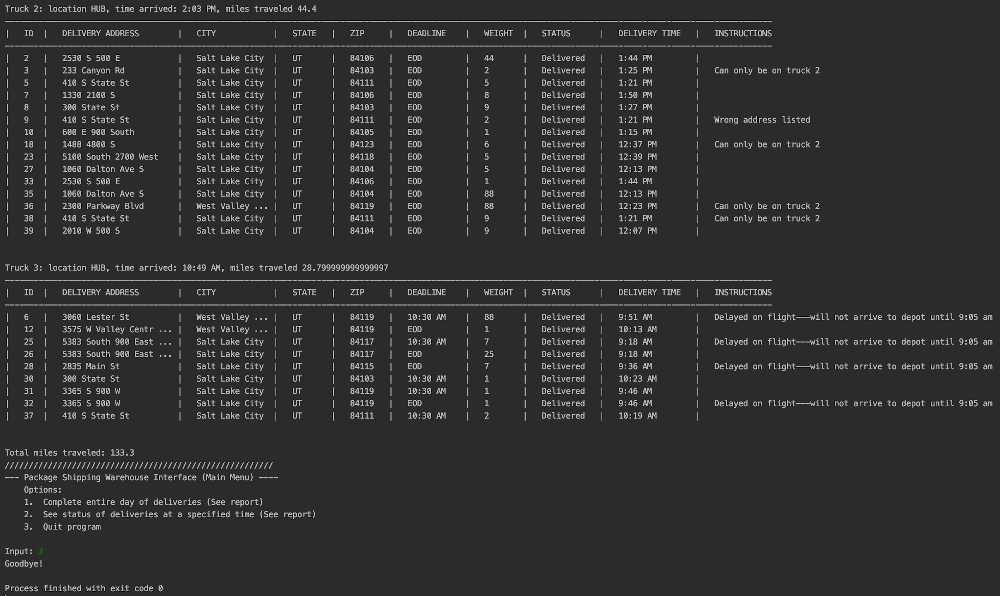 Truck 2: location HUB, time arrived: 2:03 PM, miles traveled 44.4
| ID | DELIVERY ADDRESS | CITY | STATE | ZIP | DEADLINE | WEIGHT | STATUS | DELIVERY TIME | INSTRUCTIONS
| 2 | 2530 S 500 E | Salt Lake City | UT | 84106 | EOD | 44 | Delivered | 1:44 PM |
| 3 | 233 Canyon Rd | Salt Lake City | UT | 84103 | EOD | 2 | Delivered | 1:25 PM | Can only be on truck 2
| 5 | 410 S State St | Salt Lake City | UT | 84111 | EOD | 5 | Delivered | 1:21 PM |
| 7 | 1330 2100 S | Salt Lake City | UT | 84106 | EOD | 8 | Delivered | 1:50 PM |
| 8 | 300 State St | Salt Lake City | UT | 84103 | EOD | 9 | Delivered | 1:27 PM |
| 9 | 410 S State St | Salt Lake City | UT | 84111 | EOD | 2 | Delivered | 1:21 PM | Wrong address listed
| 10 | 600 E 900 South | Salt Lake City | UT | 84105 | EOD | 1 | Delivered | 1:15 PM |
| 18 | 1488 4800 S | Salt Lake City | UT | 84123 | EOD | 6 | Delivered | 12:37 PM | Can only be on truck 2
| 23 | 5100 South 2700 West | Salt Lake City | UT | 84118 | EOD | 5 | Delivered | 12:39 PM |
| 27 | 1060 Dalton Ave S | Salt Lake City | UT | 84104 | EOD | 5 | Delivered | 12:13 PM |
| 33 | 2530 S 500 E | Salt Lake City | UT | 84106 | EOD | 1 | Delivered | 1:44 PM |
| 35 | 1060 Dalton Ave S | Salt Lake City | UT | 84104 | EOD | 88 | Delivered | 12:13 PM |
| 36 | 2300 Parkway Blvd | West Valley ... | UT | 84119 | EOD | 88 | Delivered | 12:23 PM | Can only be on truck 2
| 38 | 410 S State St | Salt Lake City | UT | 84111 | EOD | 9 | Delivered | 1:21 PM | Can only be on truck 2
| 39 | 2010 W 500 S | Salt Lake City | UT | 84104 | EOD | 9 | Delivered | 12:07 PM |
Truck 3: location HUB, time arrived: 10:49 AM, miles traveled 28.799999999999997
| ID | DELIVERY ADDRESS | CITY | STATE | ZIP | DEADLINE | WEIGHT | STATUS | DELIVERY TIME | INSTRUCTIONS
| 6 | 3060 Lester St | West Valley ... | UT | 84119 | 10:30 AM | 88 | Delivered | 9:51 AM | Delayed on flight---will not arrive to depot until 9:05 am
| 12 | 3575 W Valley Centr ... | West Valley ... | UT | 84119 | EOD | 1 | Delivered | 10:13 AM |
| 25 | 5383 South 900 East ... | Salt Lake City | UT | 84117 | 10:30 AM | 7 | Delivered | 9:18 AM | Delayed on flight---will not arrive to depot until 9:05 am
| 26 | 5383 South 900 East ... | Salt Lake City | UT | 84117 | EOD | 25 | Delivered | 9:18 AM |
| 28 | 2835 Main St | Salt Lake City | UT | 84115 | EOD | 7 | Delivered | 9:36 AM | Delayed on flight---will not arrive to depot until 9:05 am
| 30 | 300 State St | Salt Lake City | UT | 84103 | 10:30 AM | 1 | Delivered | 10:23 AM |
| 31 | 3365 S 900 W | Salt Lake City | UT | 84119 | 10:30 AM | 1 | Delivered | 9:46 AM |
| 32 | 3365 S 900 W | Salt Lake City | UT | 84119 | EOD | 1 | Delivered | 9:46 AM | Delayed on flight---will not arrive to depot until 9:05 am
| 37 | 410 S State St | Salt Lake City | UT | 84111 | 10:30 AM | 2 | Delivered | 10:19 AM |
Total miles traveled: 133.3
////////////////////////////////////////////////////////
--- Package Shipping Warehouse Interface (Main Menu) ----
Options:
1. Complete entire day of deliveries (See report)
2. See status of deliveries at a specified time (See report)
3. Quit program
Input: 3
Goodbye!
Process finished with exit code 0